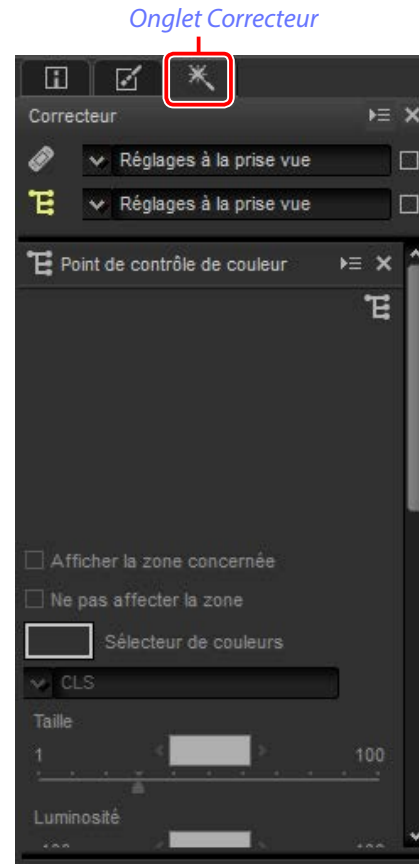 Onglet Correcteur
Correcteur
Réglages à la prise vue
Réglages à la prise vue
Point de contrôle de couleur
Afficher la zone concernée
Ne pas affecter la zone
Sélecteur de couleurs
CLS
Taille
1 100
Luminosité